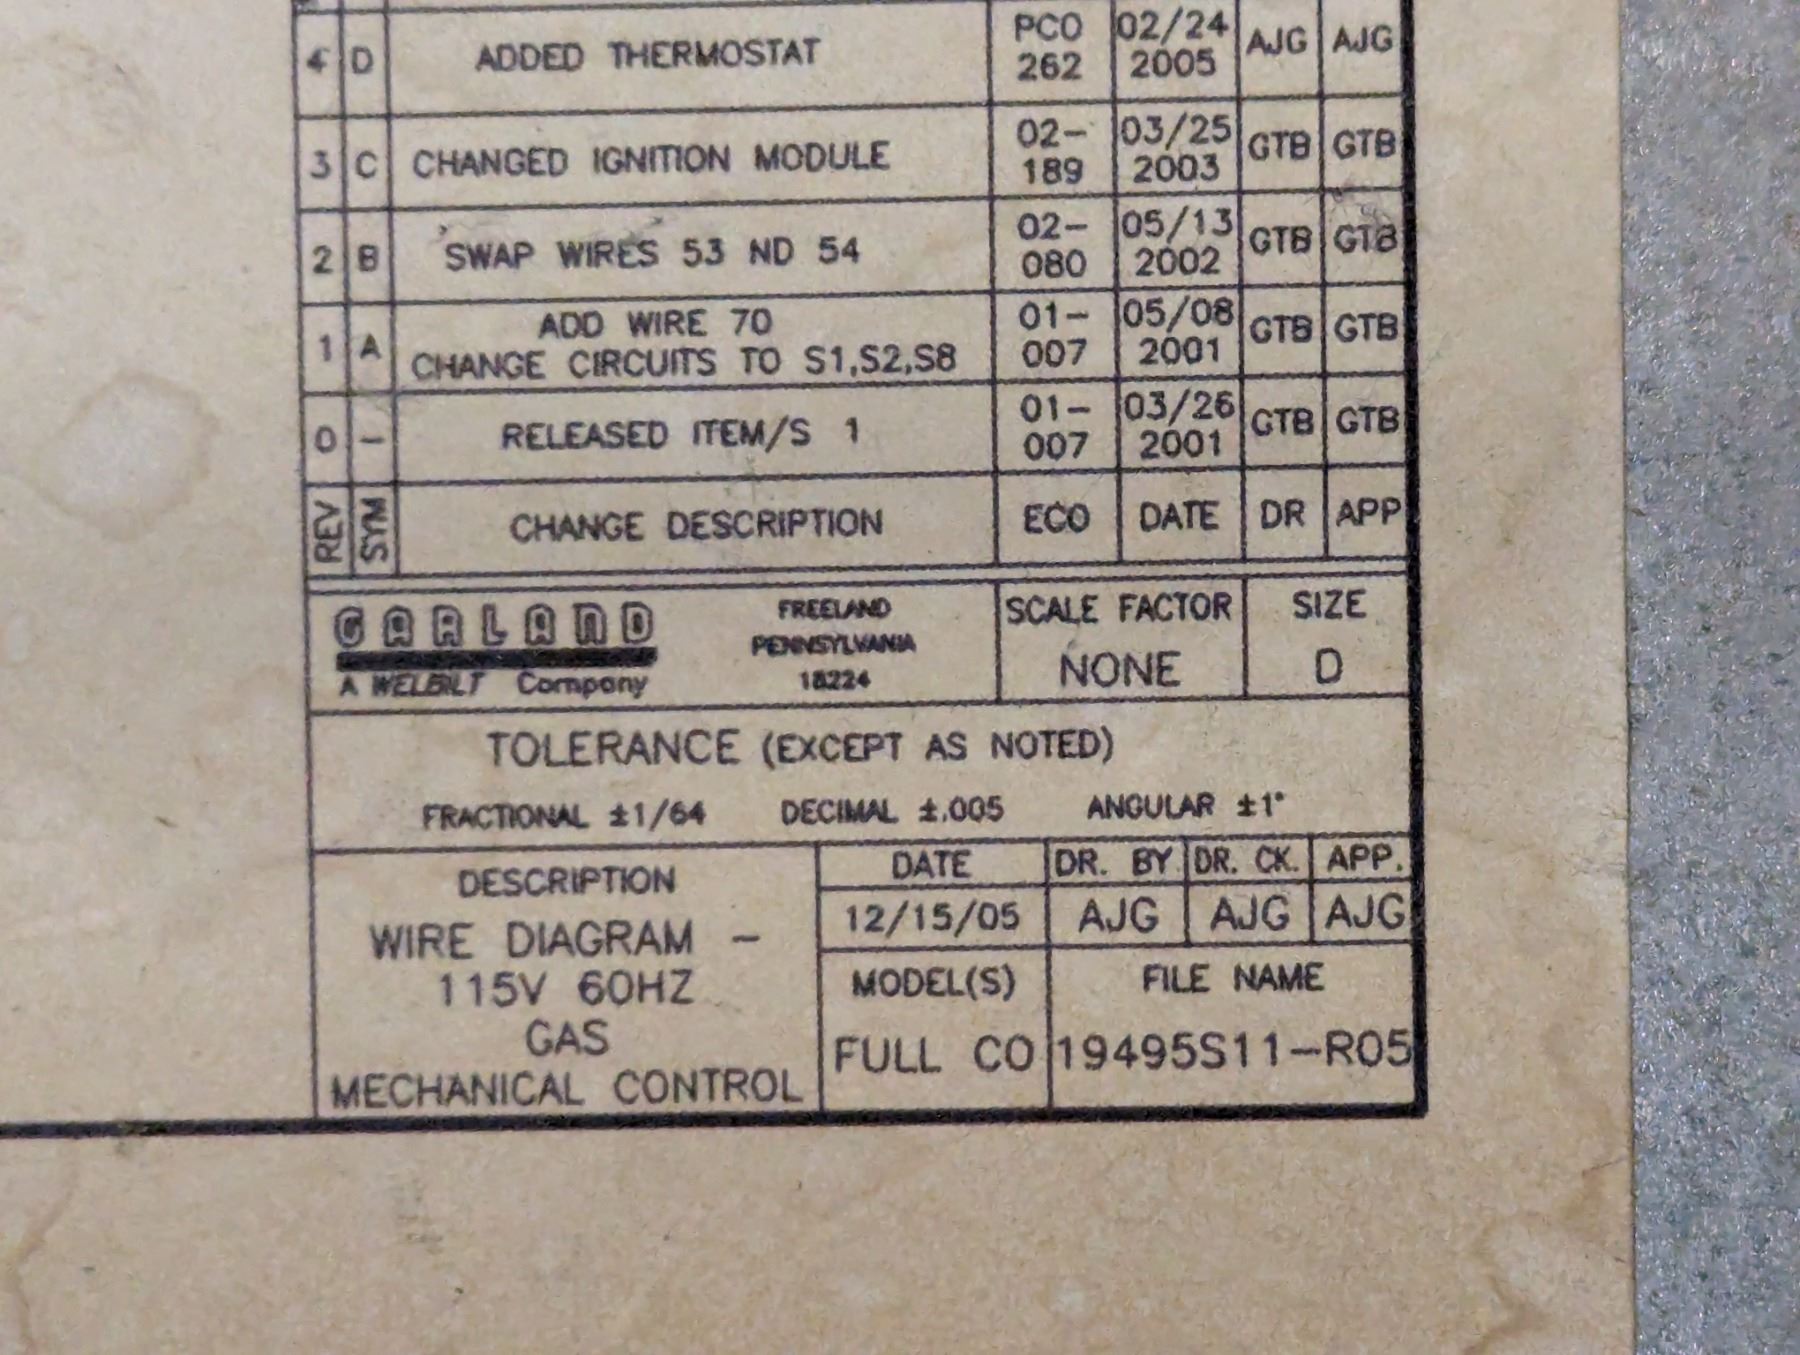 4 D ADDED THERMOSTAT PCO 262 02/24 2005 AJG AJG
3 C CHANGED IGNITION MODULE 02-189 03/25 2003 GTB GTB
2 B SWAP WIRES 53 ND 54 02-080 05/13 2002 GTB GTB
1 A ADD WIRE 70 CHANGE CIRCUITS TO S1,S2,S8 01-007 05/08 2001 GTB GTB
0 - RELEASED ITEM/S 1 01-007 03/26 2001 GTB GTB
REV SYM CHANGE DESCRIPTION ECO DATE DR APP
GARLAND
A WELBILT Company
FREELAND
PENNSYLVANIA
18224
SCALE FACTOR
NONE
SIZE
D
TOLERANCE (EXCEPT AS NOTED)
FRACTIONAL ±1/64 DECIMAL ±.005 ANGULAR ±1°
DESCRIPTION
WIRE DIAGRAM -
115V 60HZ
GAS
MECHANICAL CONTROL
DATE DR. BY DR. CK. APP.
12/15/05 AJG AJG AJG
MODEL(S) FILE NAME
FULL CO 19495S11-R05